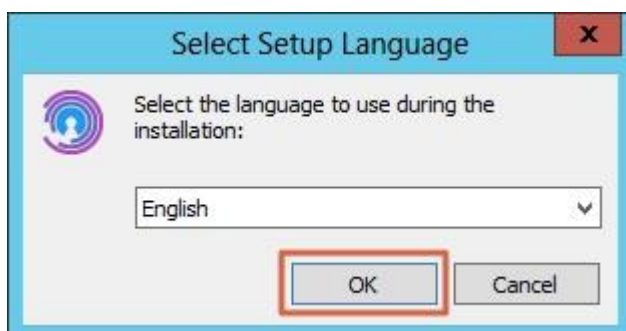 Select Setup Language
x
Select the language to use during the
installation:
English
OK
Cancel